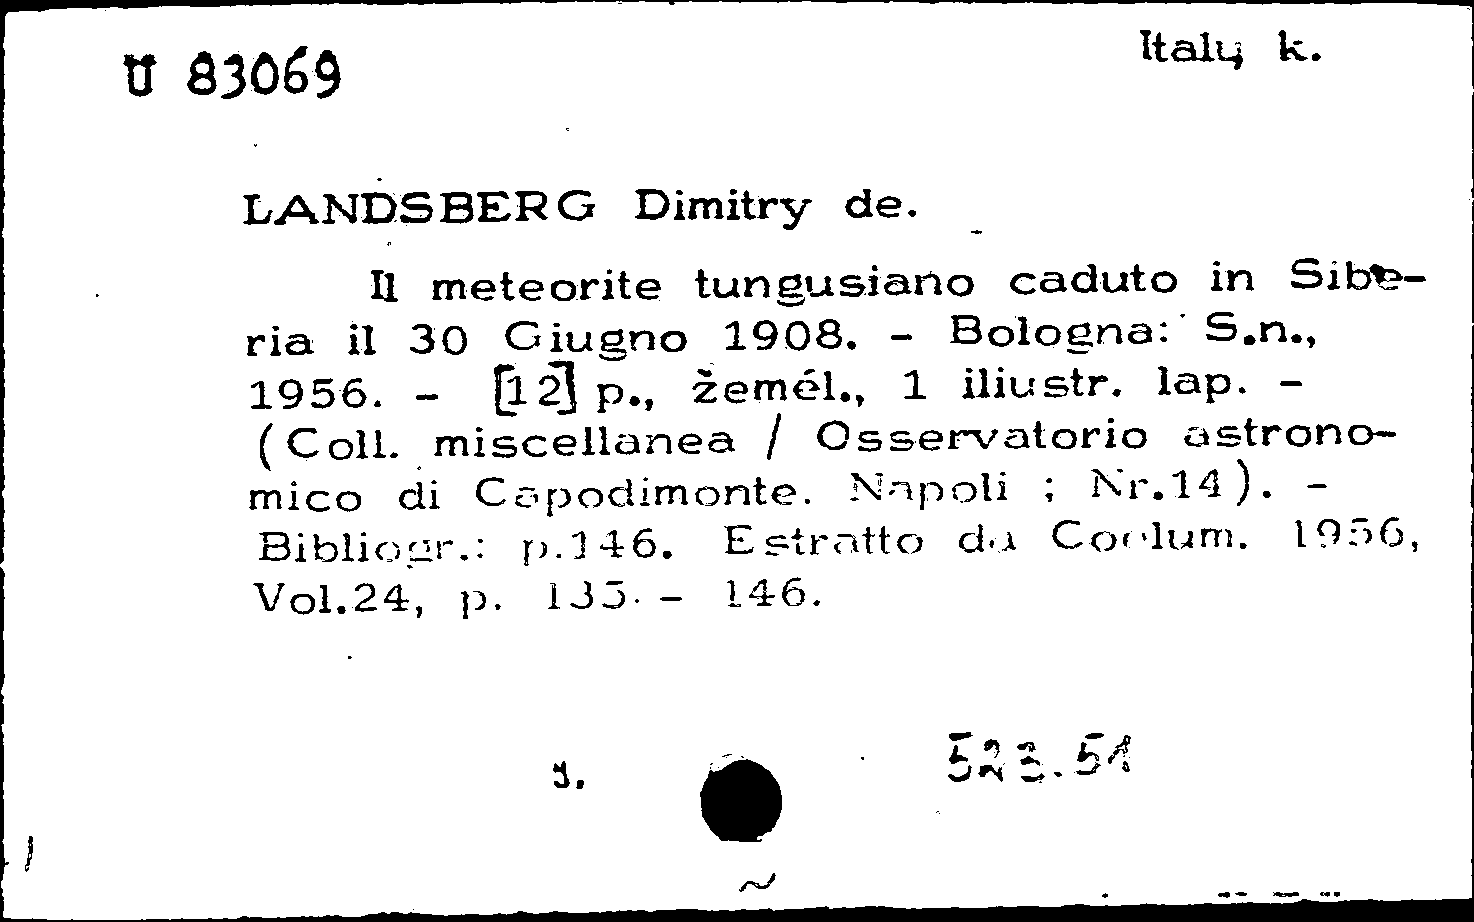 Italų k.
U 83069
LANDSBERG Dimitry de.
Il meteorite tungusiano caduto in Sibe-
ria il 30 Giugno 1908. - Bologna: S.n.,
1956. - [12] p., žemėl., 1 iliustr. lap. -
(Coll. miscellanea / Osservatorio astrono-
mico di Capodimonte. Napoli ; Nr.14). -
Bibliogr.: p.146. Estratto da Coelum. 1956,
Vol.24, p. 135. - 146.
523.51